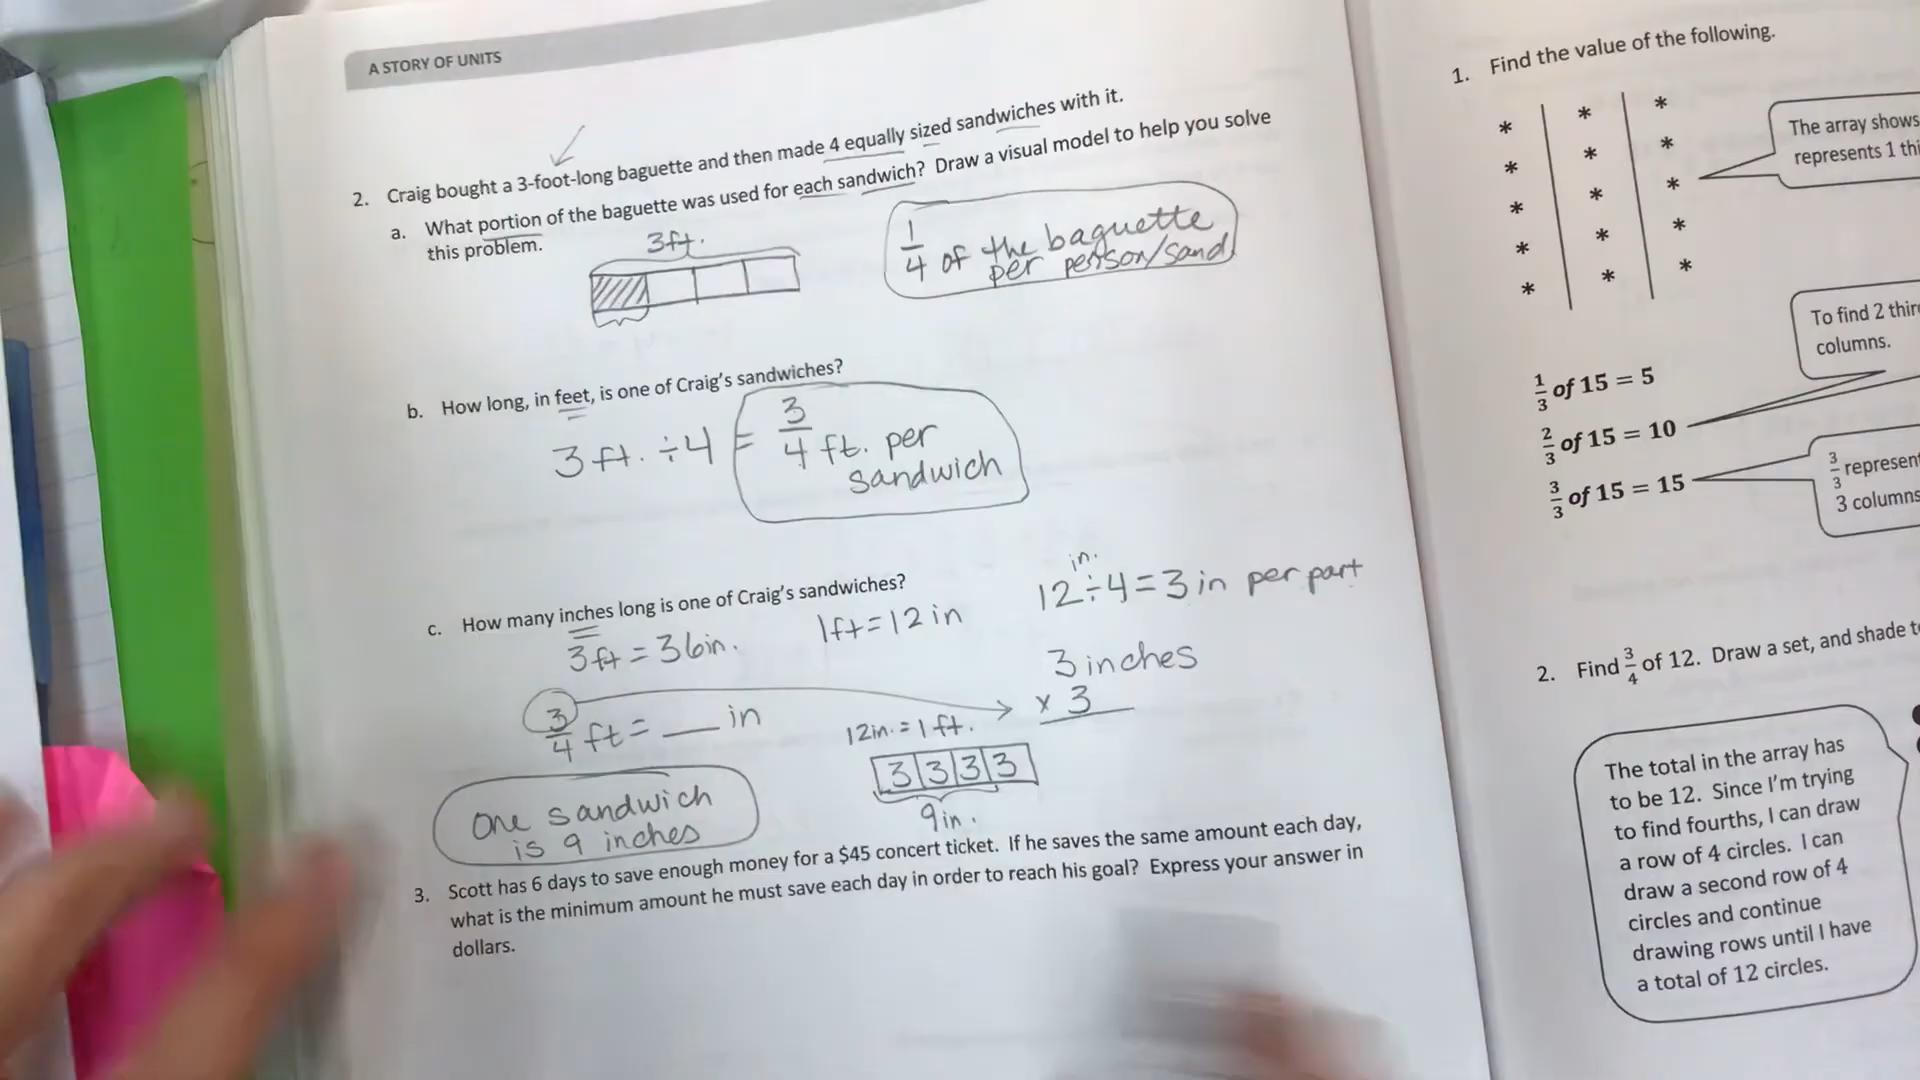 A STORY OF UNITS
2. Craig bought a 3-foot-long baguette and then made 4 equally sized sandwiches with it.
a. What portion of the baguette was used for each sandwich? Draw a visual model to help you solve
this problem.
3ft.
1/4 of the baguette
per person/sand.
b. How long, in feet, is one of Craig's sandwiches?
3 ft. ÷ 4 = 3/4 ft. per
sandwich
c. How many inches long is one of Craig's sandwiches?
3 ft = 36in.
1ft = 12 in
in.
12 ÷ 4 = 3 in per part
3 inches
x 3
3/4 ft = __ in
12in. = 1 ft.
3 3 3 3
9in.
One sandwich
is 9 inches
3. Scott has 6 days to save enough money for a $45 concert ticket. If he saves the same amount each day,
what is the minimum amount he must save each day in order to reach his goal? Express your answer in
dollars.
1. Find the value of the following.
* * *
* * *
* * *
* * *
* * *
The array shows
represents 1
To find 2
columns.
1/3 of 15 = 5
2/3 of 15 = 10
3/3 of 15 = 15
3/3 represent
3 columns
2. Find 3/4 of 12. Draw a set, and shade
The total in the array has
to be 12. Since I'm trying
to find fourths, I can draw
a row of 4 circles. I can
draw a second row of 4
circles and continue
drawing rows until I have
a total of 12 circles.